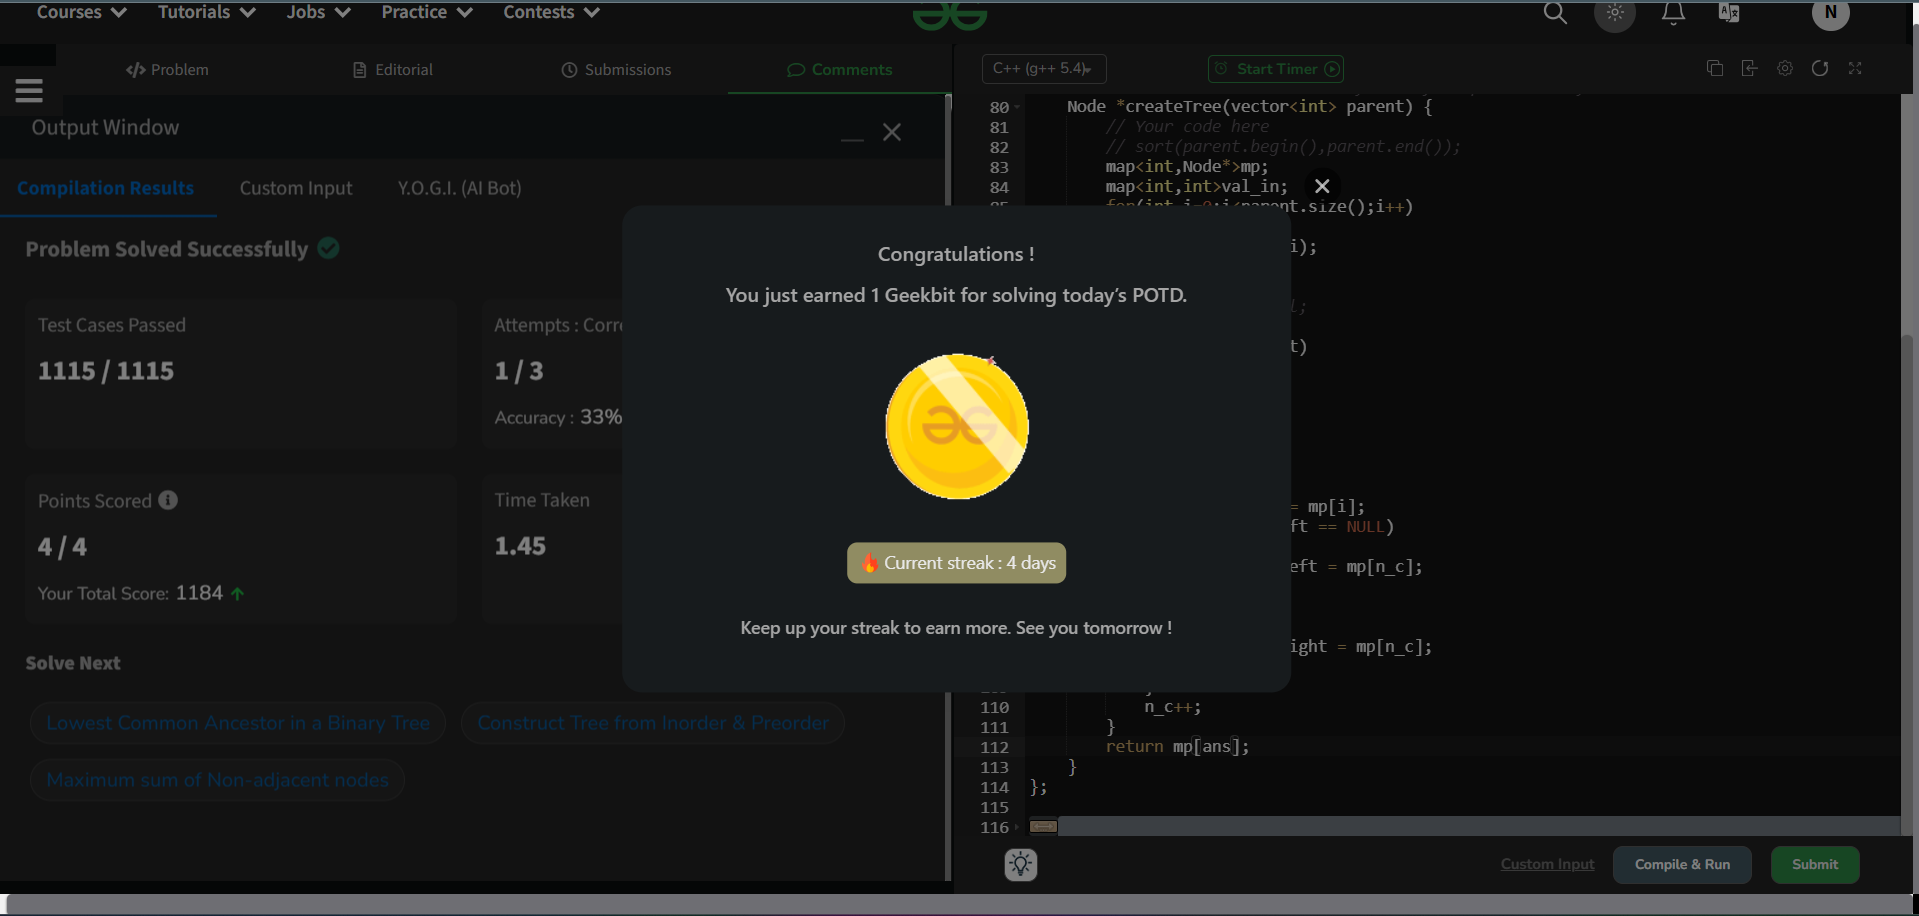 Courses Tutorials Jobs Practice Contests
N
Problem Editorial Submissions Comments
C++ (g++ 5.4) Start Timer
Output Window
Compilation Results Custom Input Y.O.G.I. (AI Bot)
Problem Solved Successfully
Test Cases Passed
1115 / 1115
Attempts : Corre
1 / 3
Accuracy : 33%
Points Scored
4 / 4
Your Total Score: 1184
Time Taken
1.45
Solve Next
Lowest Common Ancestor in a Binary Tree
Construct Tree from Inorder & Preorder
Maximum sum of Non-adjacent nodes
Congratulations !
You just earned 1 Geekbit for solving today's POTD.
🔥 Current streak : 4 days
Keep up your streak to earn more. See you tomorrow !
80 Node *createTree(vector<int> parent) {
81 // Your code here
82 // sort(parent.begin(),parent.end());
83 map<int,Node*>mp;
84 map<int,int>val_in;
for(int i=0;i<parent.size();i++)
i);
l;
t)
= mp[i];
ft == NULL)
eft = mp[n_c];
ight = mp[n_c];
110 n_c++;
111 }
112 return mp[ans];
113 }
114 };
115
116
Custom Input Compile & Run Submit